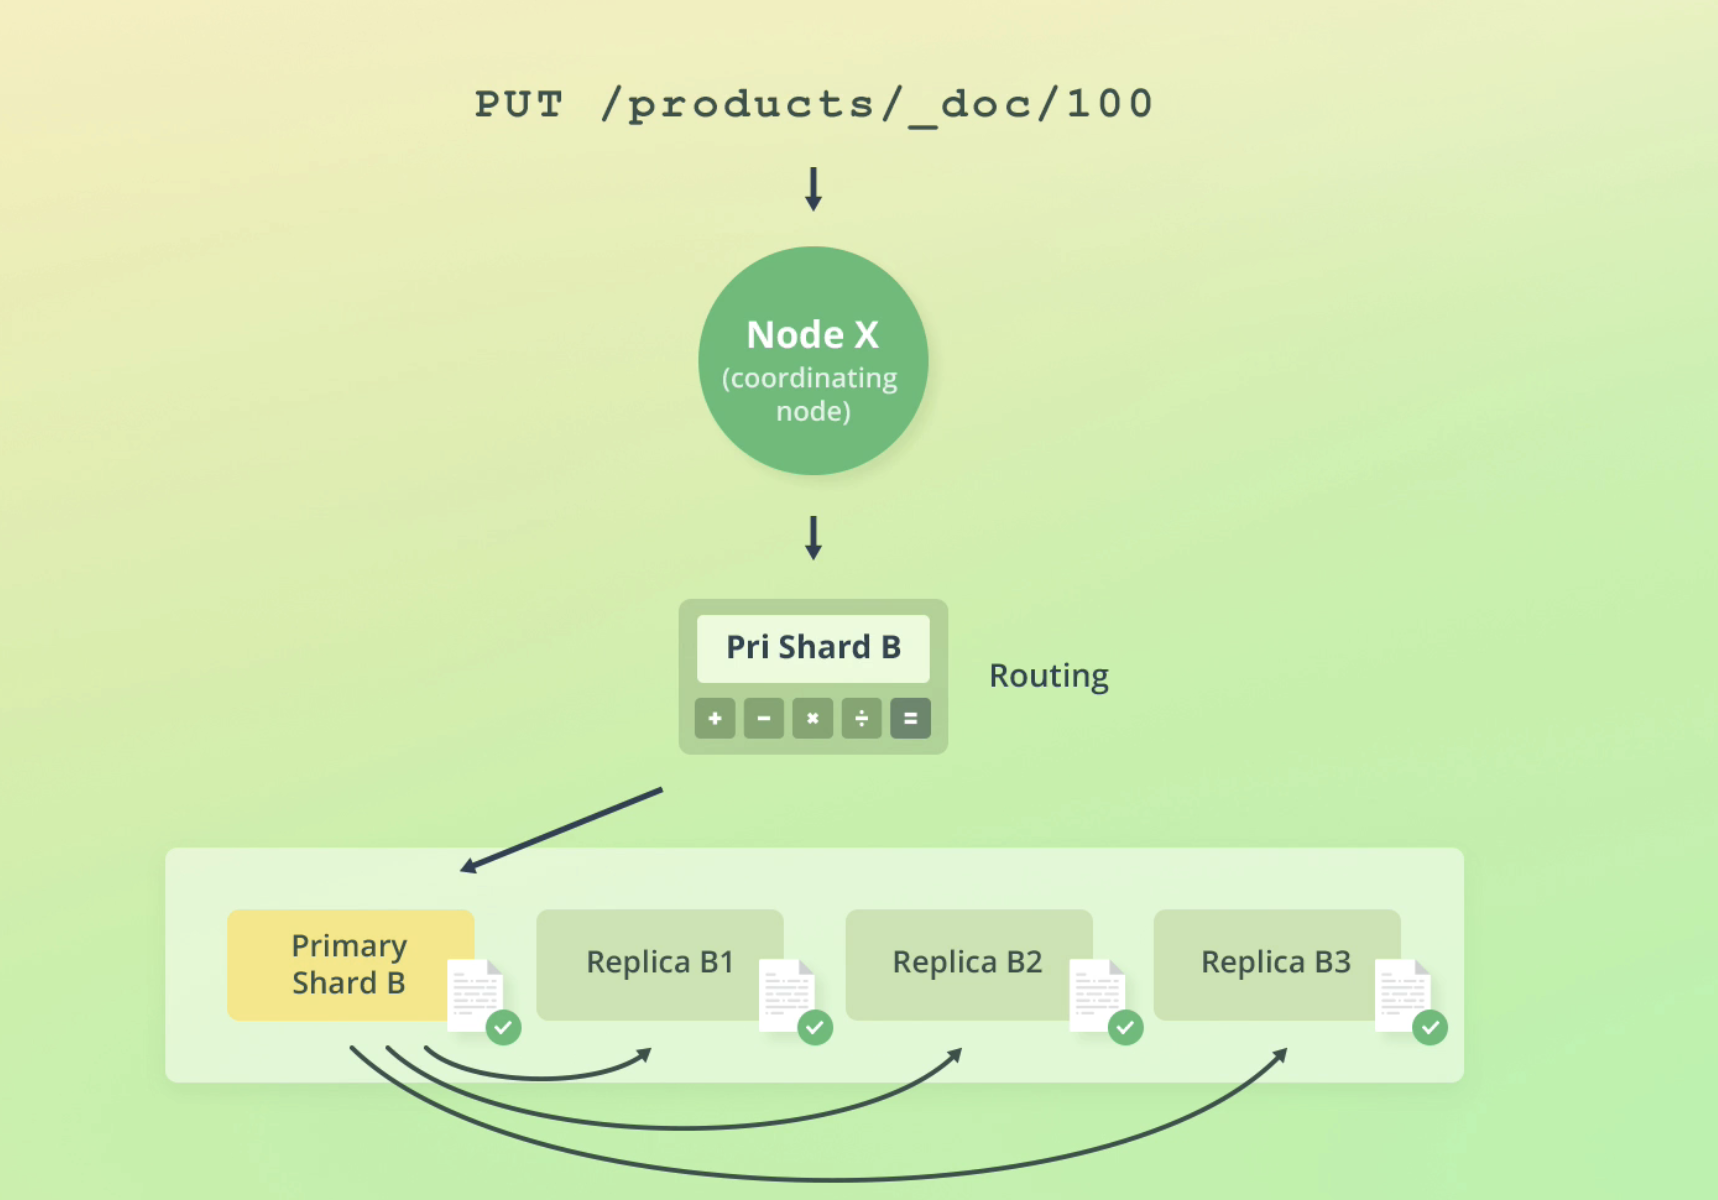 PUT /products/_doc/100
Node X
(coordinating
node)
Pri Shard B
Routing
+ - × ÷ =
Primary
Shard B
Replica B1
Replica B2
Replica B3